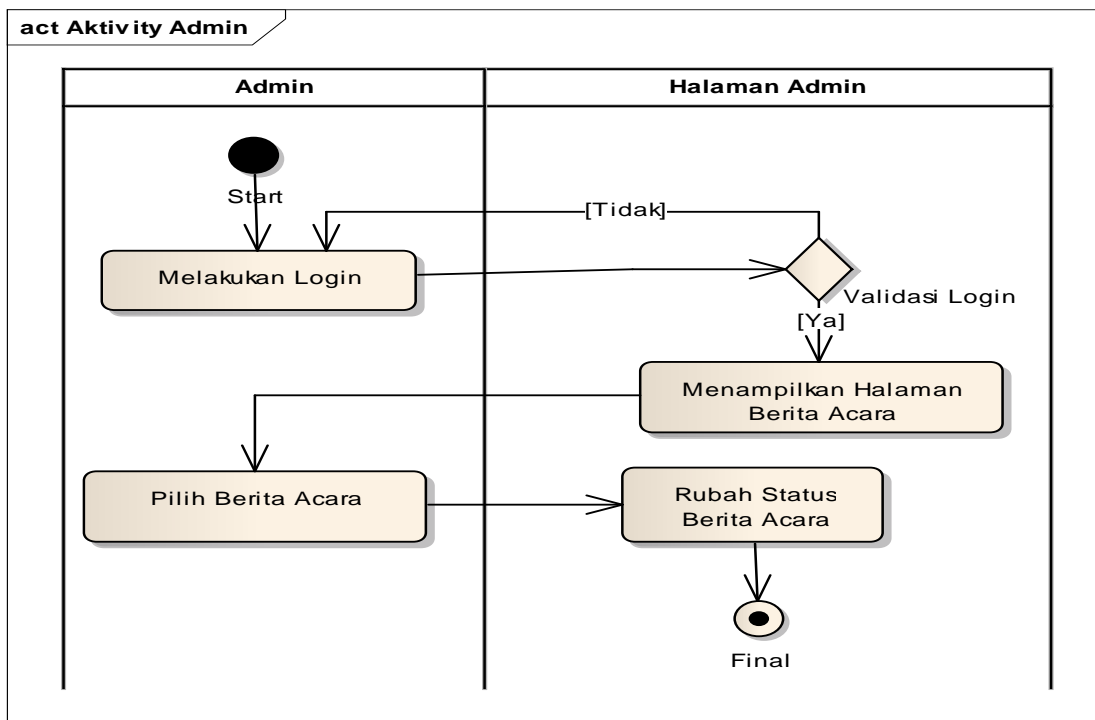 act Aktivity Admin
Admin
Halaman Admin
Start
[Tidak]
Melakukan Login
Validasi Login
[Ya]
Menampilkan Halaman
Berita Acara
Pilih Berita Acara
Rubah Status
Berita Acara
Final